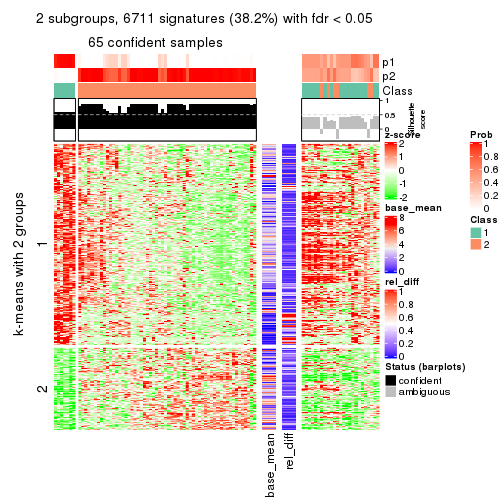 2 subgroups, 6711 signatures (38.2%) with fdr < 0.05
65 confident samples
p1
p2
Class
1
0.5
0
Silhouette
score
k-means with 2 groups
1
2
base_mean
rel_diff
z-score
2
1
0
-1
-2
base_mean
8
6
4
2
0
rel_diff
1
0.8
0.6
0.4
0.2
0
Status (barplots)
confident
ambiguous
Prob
1
0.8
0.6
0.4
0.2
0
Class
1
2